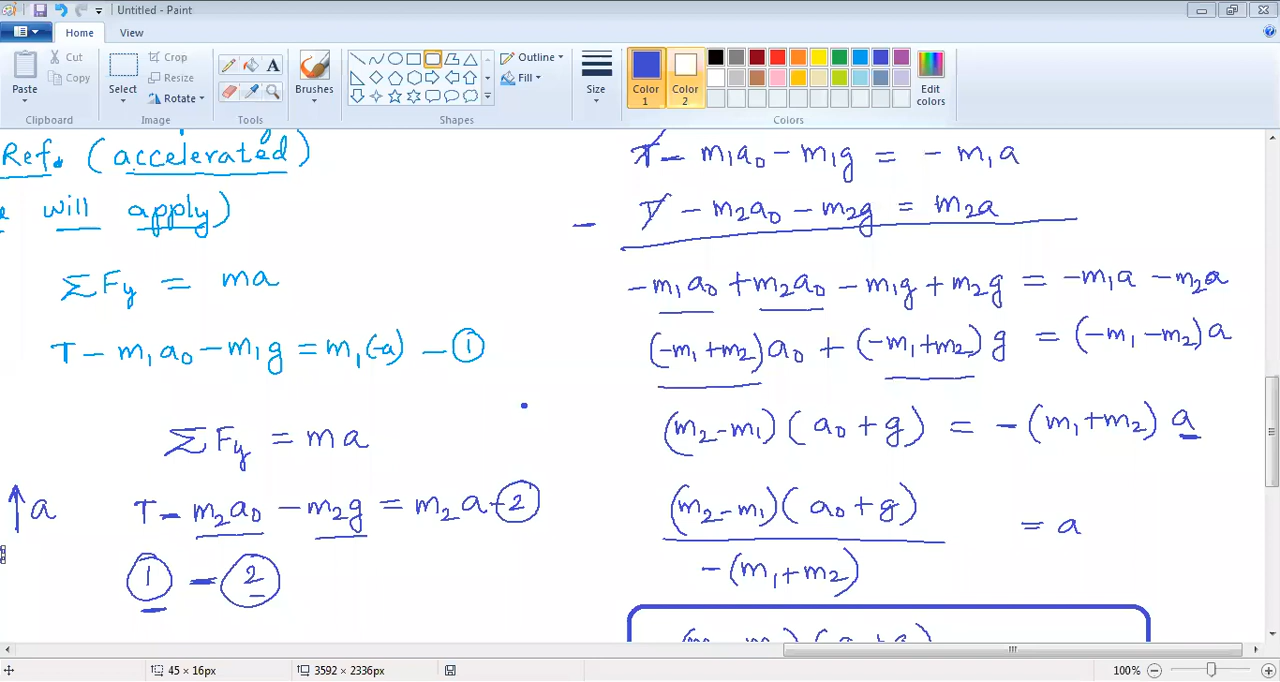 Untitled - Paint
Home View
Paste
Cut
Copy
Clipboard
Select
Crop
Resize
Rotate
Image
A
Tools
Brushes
Shapes
Outline
Fill
Size
Color 1
Color 2
Edit colors
Colors
Ref. (accelerated)
will apply)
ΣFy = ma
T - m₁a₀ - m₁g = m₁(-a) - ①
ΣFy = ma
↑a T - m₂a₀ - m₂g = m₂a - ②
① - ②
T - m₁a₀ - m₁g = - m₁a
- T - m₂a₀ - m₂g = m₂a
-m₁a₀ + m₂a₀ - m₁g + m₂g = -m₁a - m₂a
(-m₁ + m₂)a₀ + (-m₁ + m₂)g = (-m₁ - m₂)a
(m₂ - m₁)(a₀ + g) = -(m₁ + m₂) a
(m₂ - m₁)(a₀ + g)
= a
-(m₁ + m₂)
45 × 16px
3592 × 2336px
100%